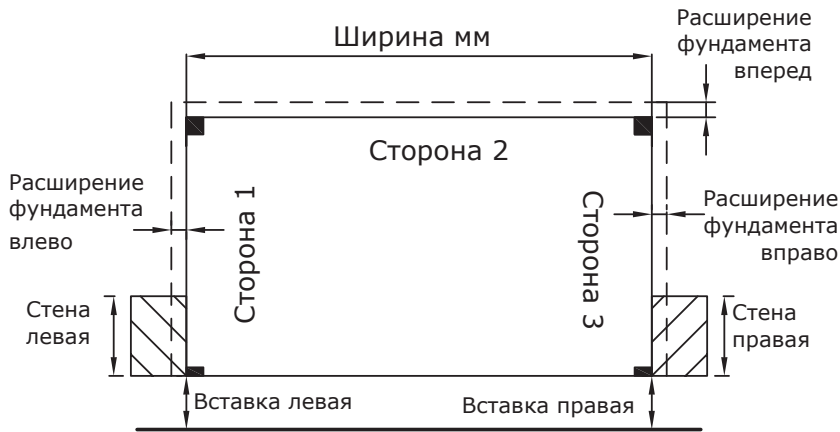 Ширина мм
Расширение
фундамента
вперед
Сторона 2
Расширение
фундамента
влево
Сторона 1
Сторона 3
Расширение
фундамента
вправо
Стена
левая
Стена
правая
Вставка левая
Вставка правая